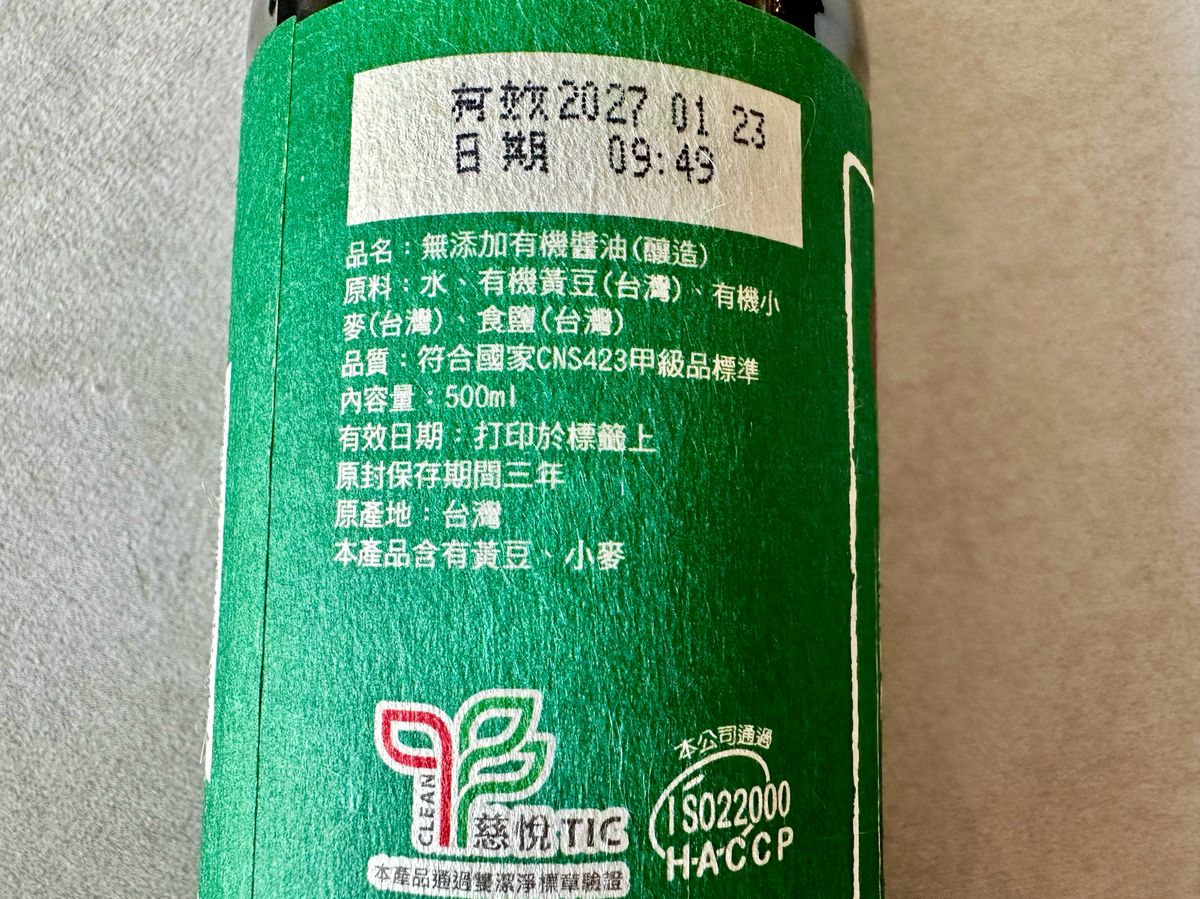 有效2027 01 23
日期 09:49
品名：無添加有機醬油(釀造)
原料：水、有機黃豆(台灣)、有機小
麥(台灣)、食鹽(台灣)
品質：符合國家CNS423甲級品標準
內容量：500ml
有效日期：打印於標籤上
原封保存期間三年
原產地：台灣
本產品含有黃豆、小麥
CLEAN
慈悅TIC
本產品通過雙潔淨標章驗證
本公司通過
ISO22000
HACCP